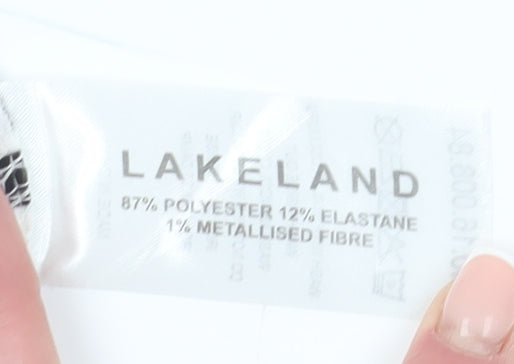 LAKELAND
87% POLYESTER 12% ELASTANE
1% METALLISED FIBRE